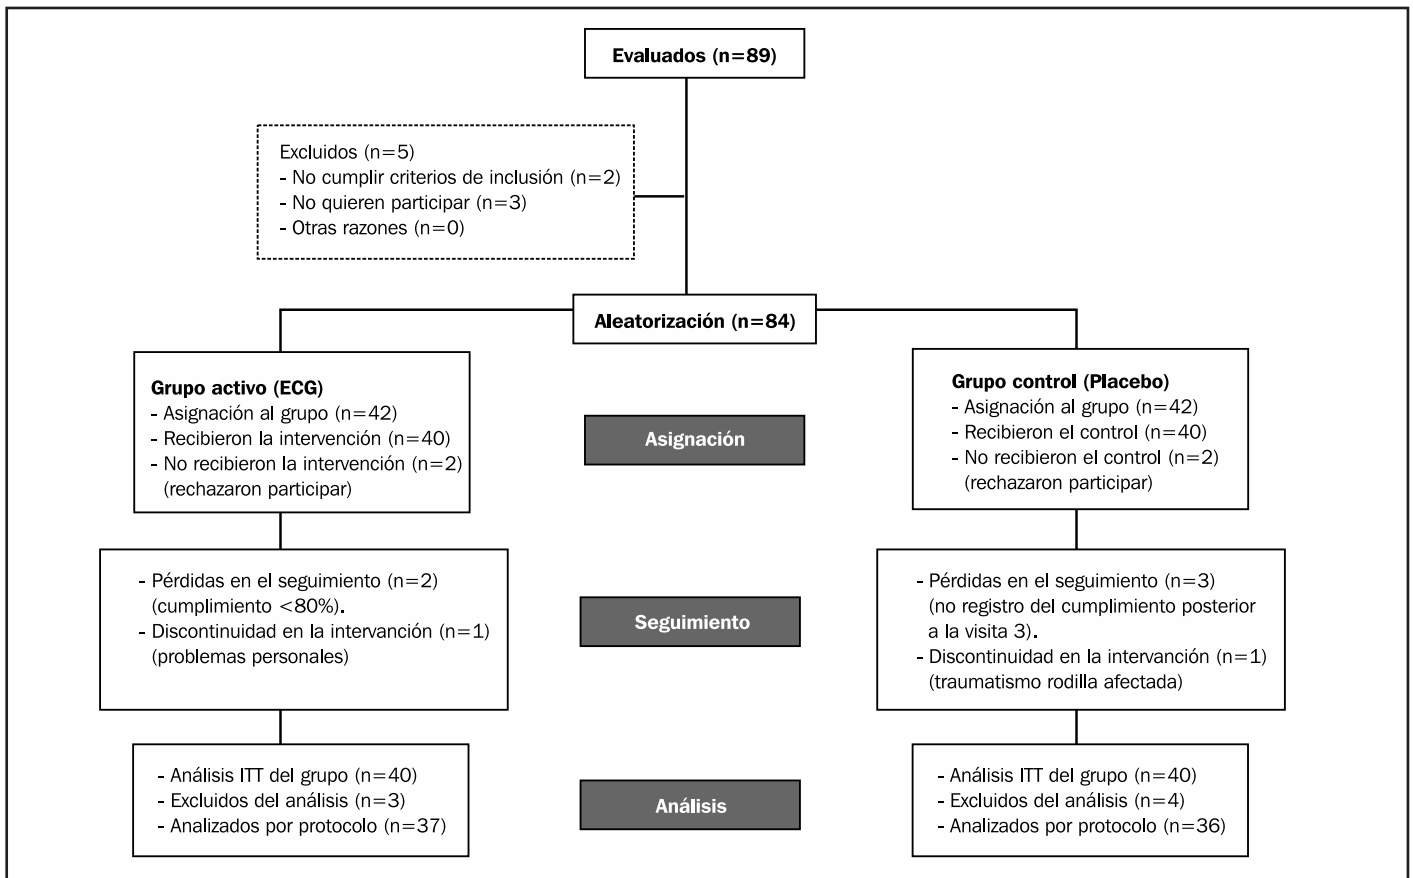 Evaluados (n=89)
Excluidos (n=5)
- No cumplir criterios de inclusión (n=2)
- No quieren participar (n=3)
- Otras razones (n=0)
Aleatorización (n=84)
Grupo activo (ECG)
- Asignación al grupo (n=42)
- Recibieron la intervención (n=40)
- No recibieron la intervención (n=2)
(rechazaron participar)
Asignación
Grupo control (Placebo)
- Asignación al grupo (n=42)
- Recibieron el control (n=40)
- No recibieron el control (n=2)
(rechazaron participar)
- Pérdidas en el seguimiento (n=2)
(cumplimiento <80%).
- Discontinuidad en la intervanción (n=1)
(problemas personales)
Seguimiento
- Pérdidas en el seguimiento (n=3)
(no registro del cumplimiento posterior
a la visita 3).
- Discontinuidad en la intervanción (n=1)
(traumatismo rodilla afectada)
- Análisis ITT del grupo (n=40)
- Excluidos del análisis (n=3)
- Analizados por protocolo (n=37)
Análisis
- Análisis ITT del grupo (n=40)
- Excluidos del análisis (n=4)
- Analizados por protocolo (n=36)